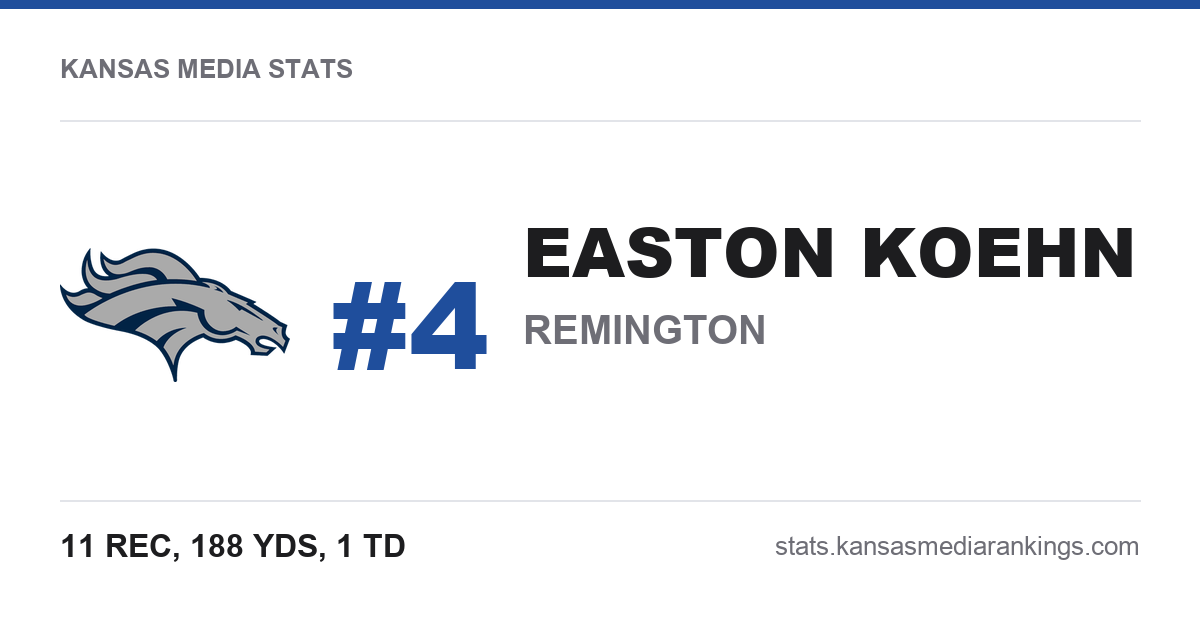 KANSAS MEDIA STATS
#4
EASTON KOEHN
REMINGTON
11 REC, 188 YDS, 1 TD
stats.kansasmediarankings.com